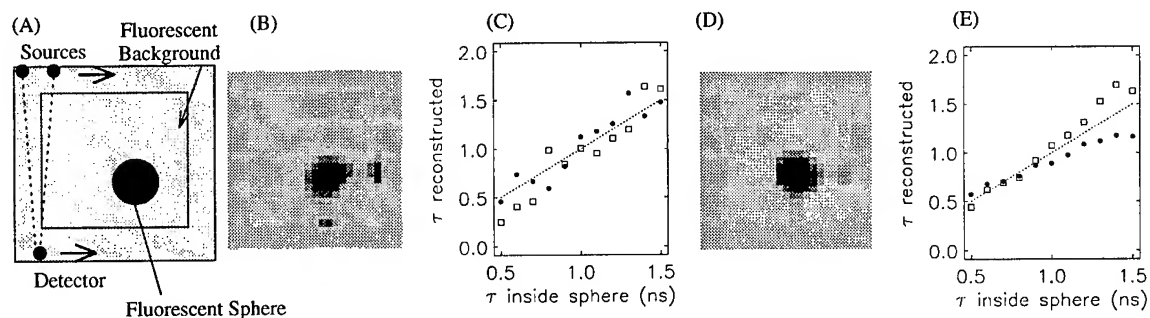 (A)
Fluorescent
Sources Background
Detector
Fluorescent Sphere
(B)
(C)
2.0
1.5
1.0
0.5
0.0
τ reconstructed
0.5 1.0 1.5
τ inside sphere (ns)
(D)
(E)
2.0
1.5
1.0
0.5
0.0
τ reconstructed
0.5 1.0 1.5
τ inside sphere (ns)